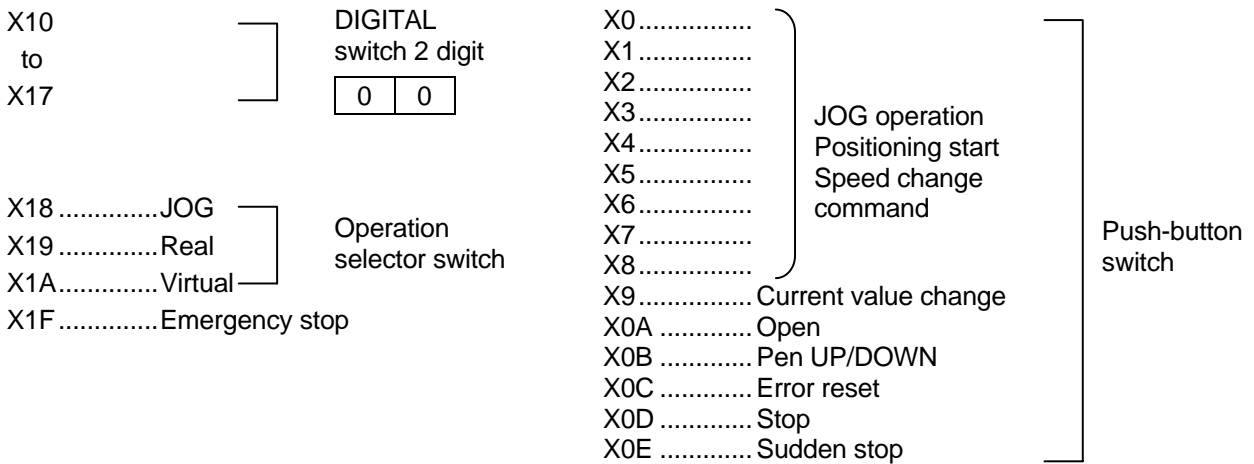 X10
to
X17
DIGITAL
switch 2 digit
0 0
X18 ..............JOG
X19 ..............Real
X1A..............Virtual
X1F ..............Emergency stop
Operation
selector switch
X0................
X1................
X2................
X3................
X4................
X5................
X6................
X7................
X8................
JOG operation
Positioning start
Speed change
command
X9................Current value change
X0A .............Open
X0B .............Pen UP/DOWN
X0C .............Error reset
X0D .............Stop
X0E .............Sudden stop
Push-button
switch